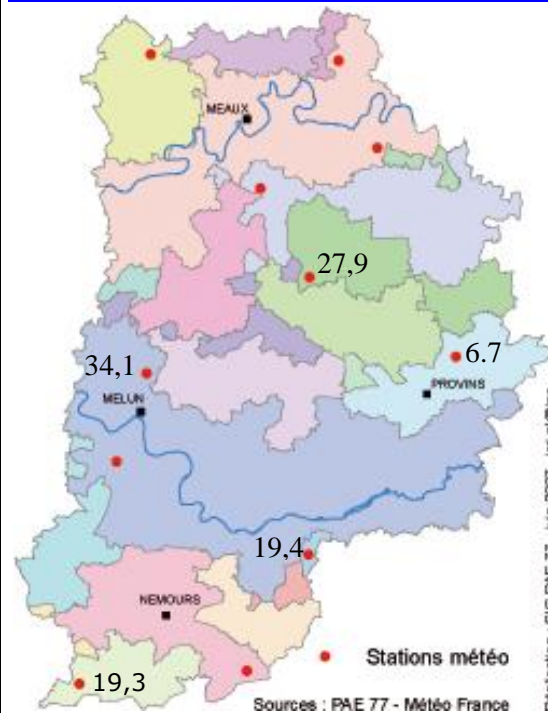 MEAUX
27,9
34,1
6.7
MELUN
PROVINS
19,4
NEMOURS
19,3
Stations météo
Sources : PAE 77 - Météo France